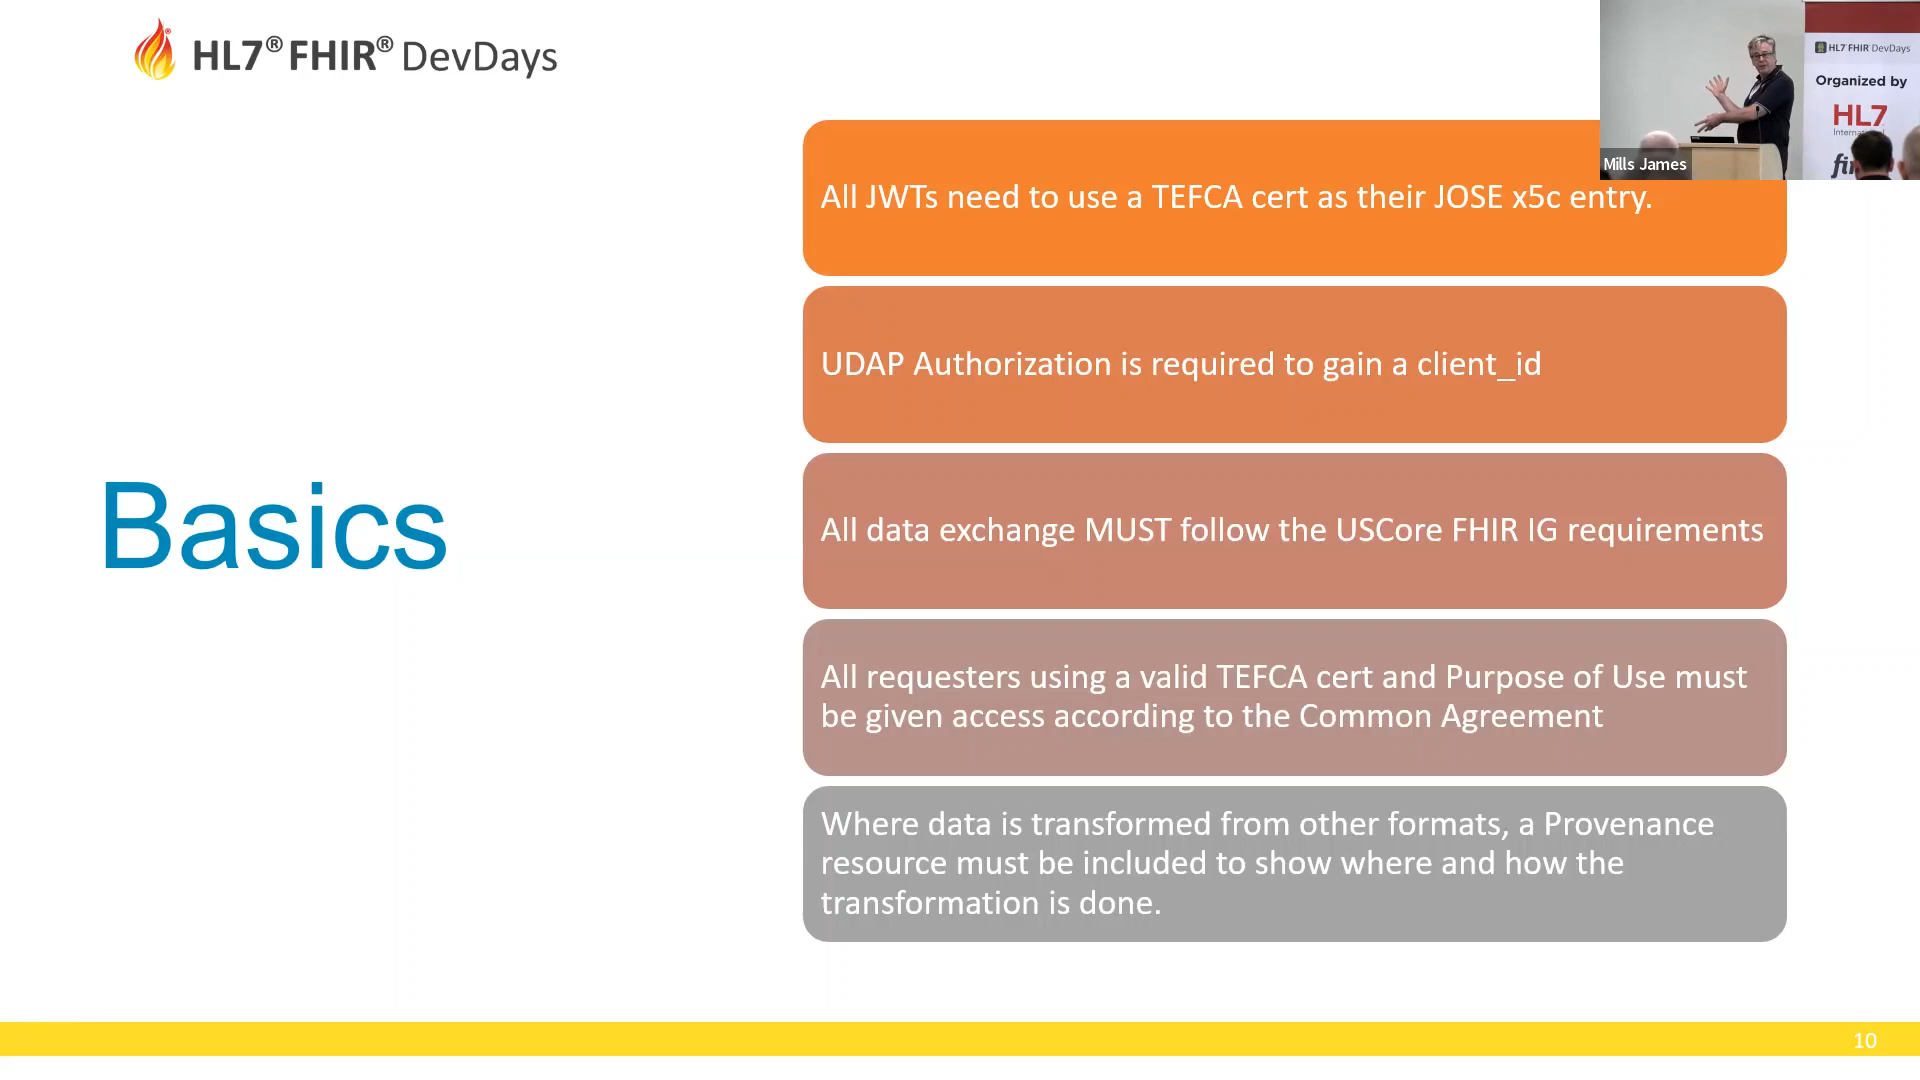 HL7® FHIR® DevDays
HL7 FHIR DevDays
Organized by
HL7
International
Mills James
All JWTs need to use a TEFCA cert as their JOSE x5c entry.
UDAP Authorization is required to gain a client_id
Basics
All data exchange MUST follow the USCore FHIR IG requirements
All requesters using a valid TEFCA cert and Purpose of Use must
be given access according to the Common Agreement
Where data is transformed from other formats, a Provenance
resource must be included to show where and how the
transformation is done.
10